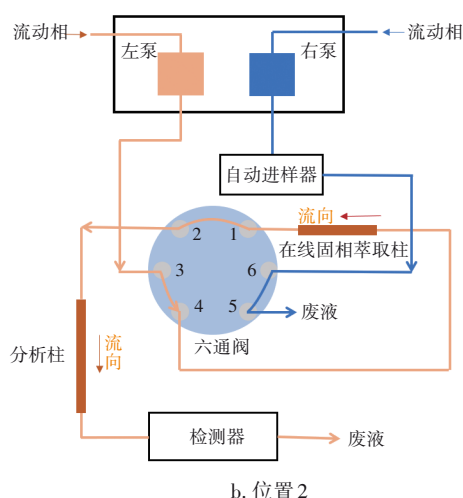 流动相
左泵
右泵
流动相
自动进样器
流向
在线固相萃取柱
2
1
3
6
4
5
废液
六通阀
分析柱
流向
检测器
废液
b. 位置2